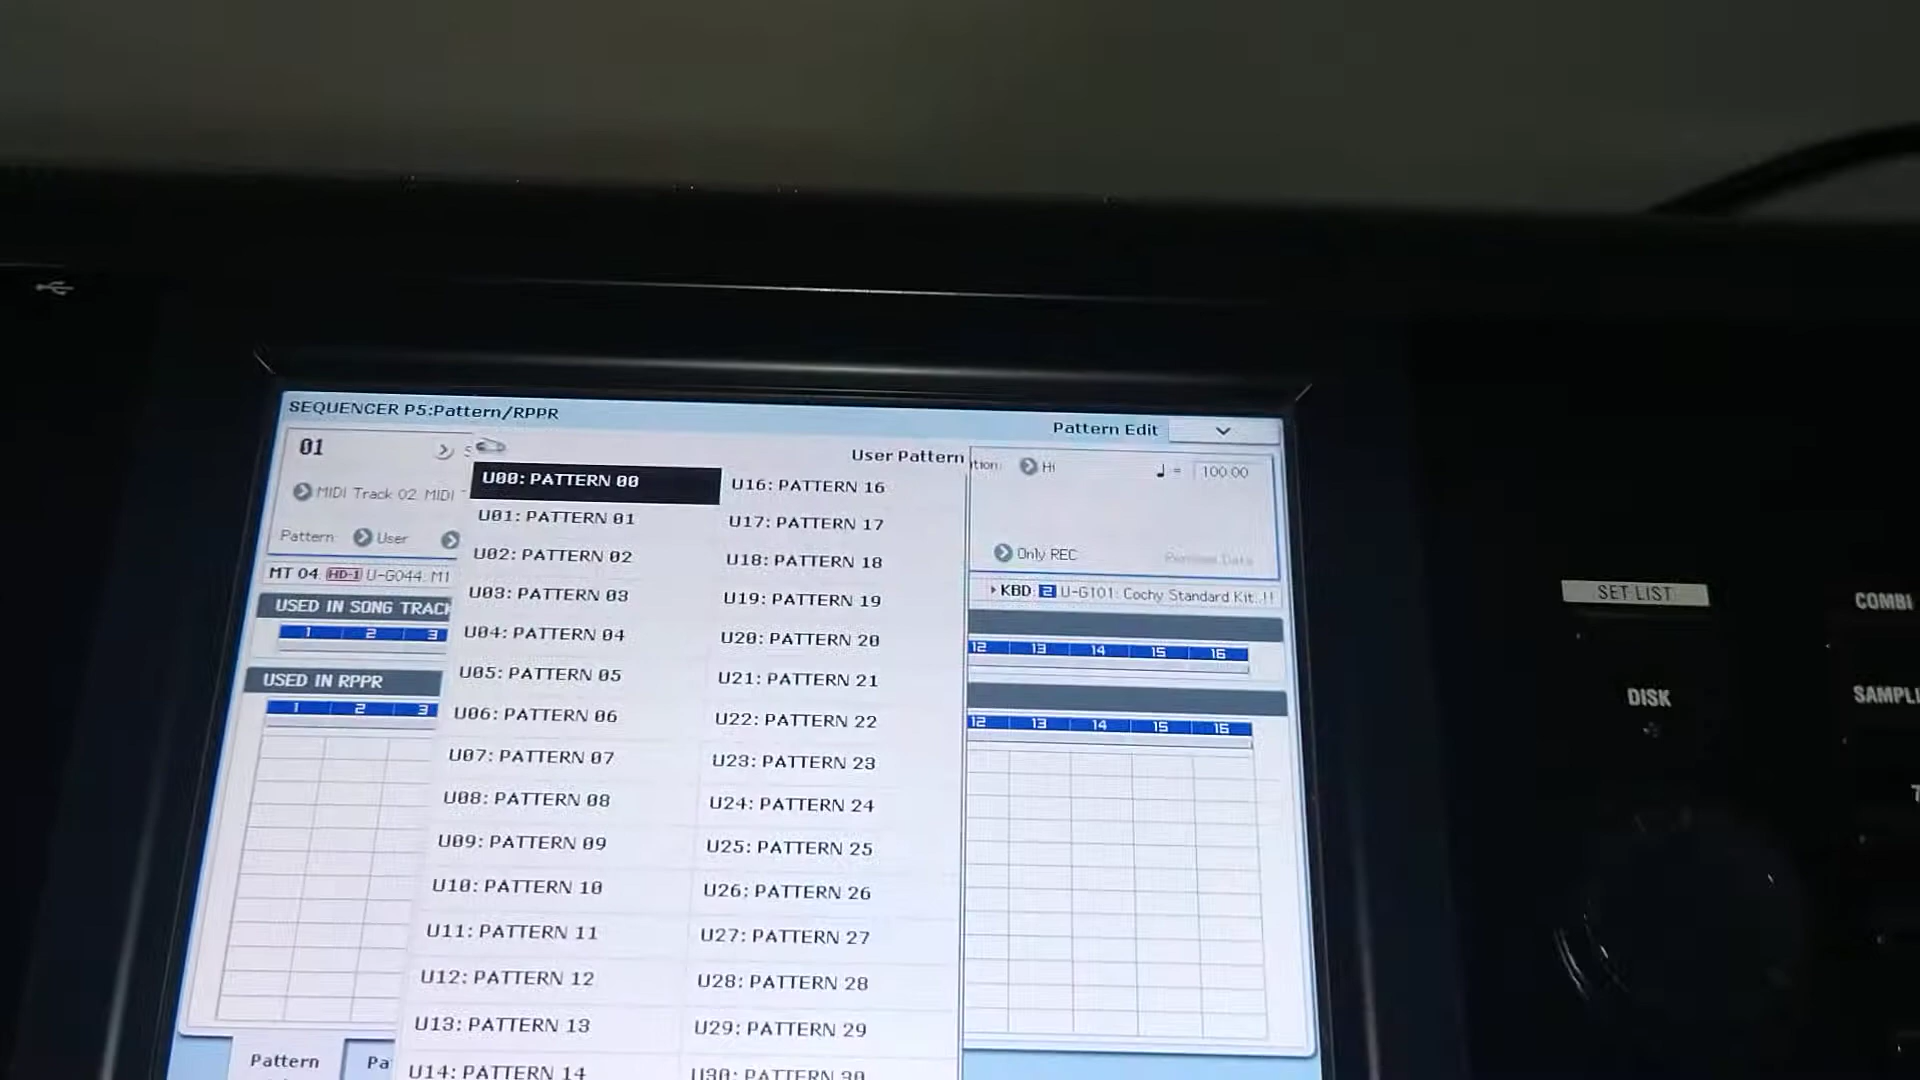 SEQUENCER P5:Pattern/RPPR
Pattern Edit
01
User Pattern
Hi
♩ = 100.00
MIDI Track 02: MIDI
Pattern: User
Only REC
MT 04: HD-1 U-G044: M1
KBD: 2 U-G101: Cochy Standard Kit..!!
USED IN SONG TRACK
1 2 3
12 13 14 15 16
USED IN RPPR
1 2 3
12 13 14 15 16
U00: PATTERN 00
U01: PATTERN 01
U02: PATTERN 02
U03: PATTERN 03
U04: PATTERN 04
U05: PATTERN 05
U06: PATTERN 06
U07: PATTERN 07
U08: PATTERN 08
U09: PATTERN 09
U10: PATTERN 10
U11: PATTERN 11
U12: PATTERN 12
U13: PATTERN 13
U14: PATTERN 14
U16: PATTERN 16
U17: PATTERN 17
U18: PATTERN 18
U19: PATTERN 19
U20: PATTERN 20
U21: PATTERN 21
U22: PATTERN 22
U23: PATTERN 23
U24: PATTERN 24
U25: PATTERN 25
U26: PATTERN 26
U27: PATTERN 27
U28: PATTERN 28
U29: PATTERN 29
U30: PATTERN 30
Pattern
Pa
SET LIST
COMBI
DISK
SAMPLI